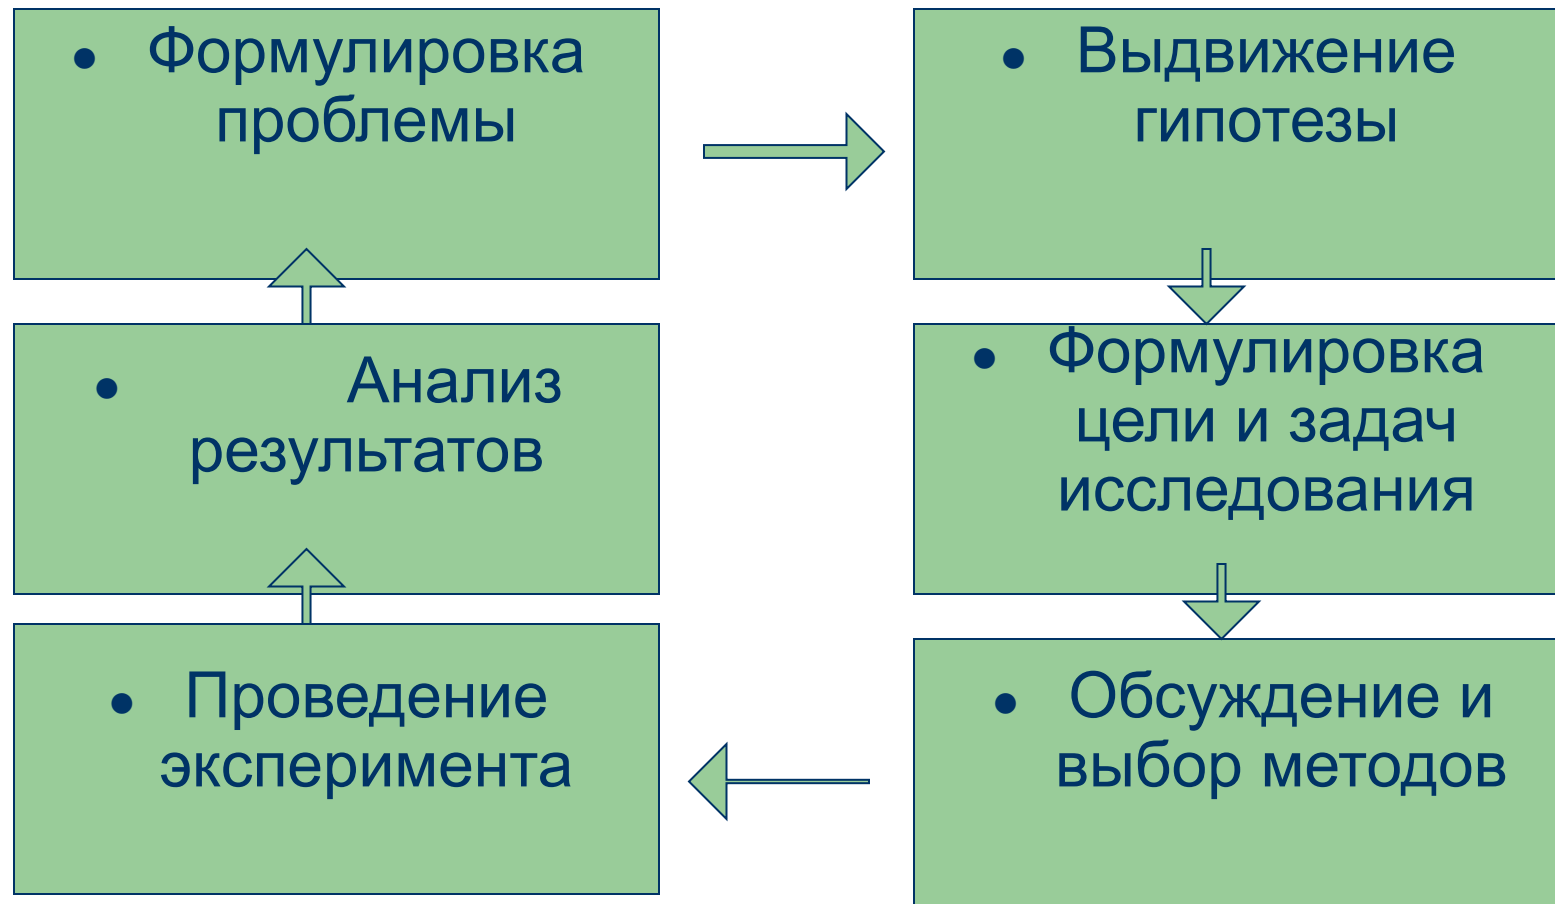 • Формулировка
проблемы
• Выдвижение
гипотезы
• Формулировка
цели и задач
исследования
• Обсуждение и
выбор методов
• Проведение
эксперимента
• Анализ
результатов